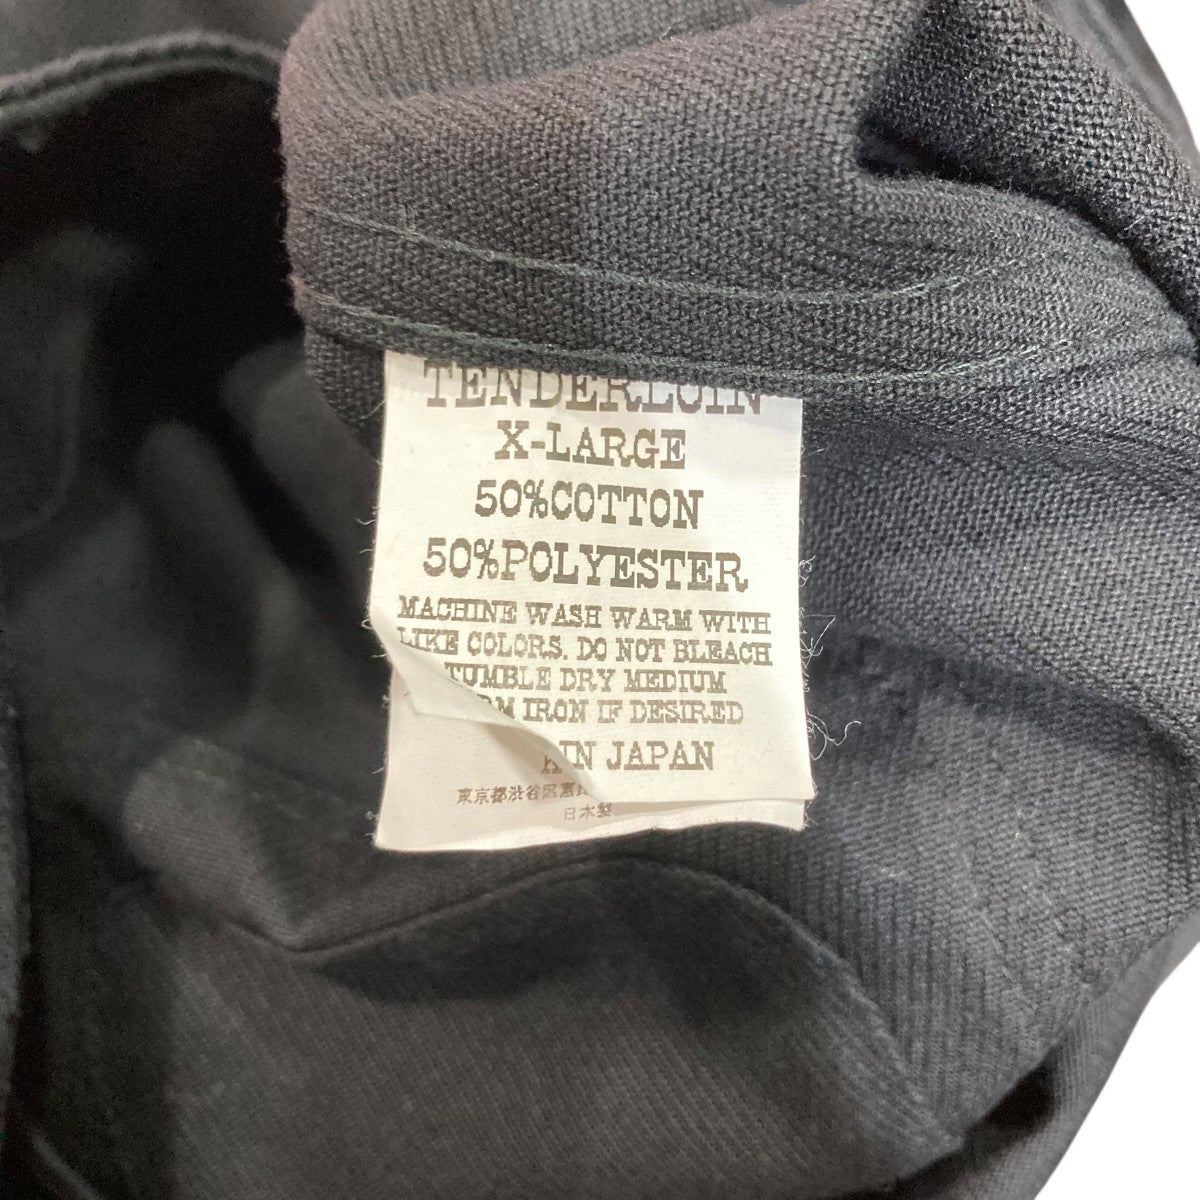 TENDERLOIN
X-LARGE
50%COTTON
50%POLYESTER
MACHINE WASH WARM WITH
LIKE COLORS. DO NOT BLEACH
TUMBLE DRY MEDIUM
IRON IF DESIRED
IN JAPAN
東京都渋谷区恵
日本製